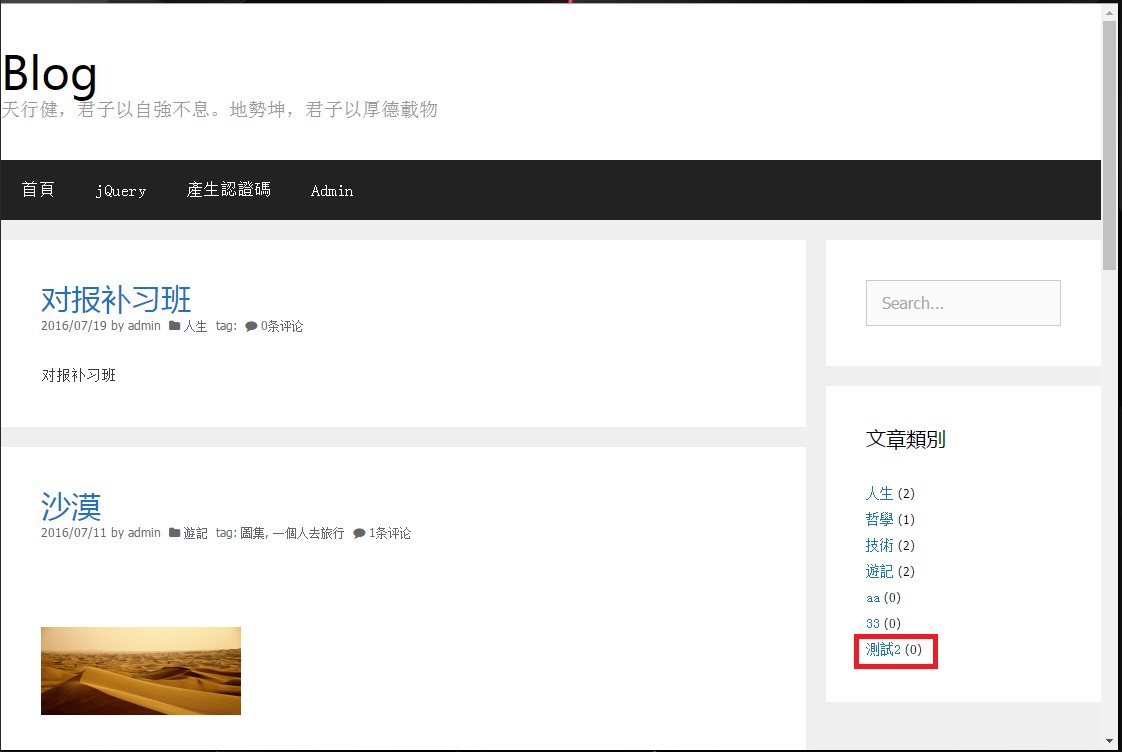 Blog
天行健，君子以自強不息。地勢坤，君子以厚德載物
首頁 jQuery 產生認證碼 Admin
对报补习班
2016/07/19 by admin 人生 tag: 0条评论
对报补习班
沙漠
2016/07/11 by admin 遊記 tag: 圖集, 一個人去旅行 1条评论
Search...
文章類別
人生 (2)
哲學 (1)
技術 (2)
遊記 (2)
aa (0)
33 (0)
測試2 (0)